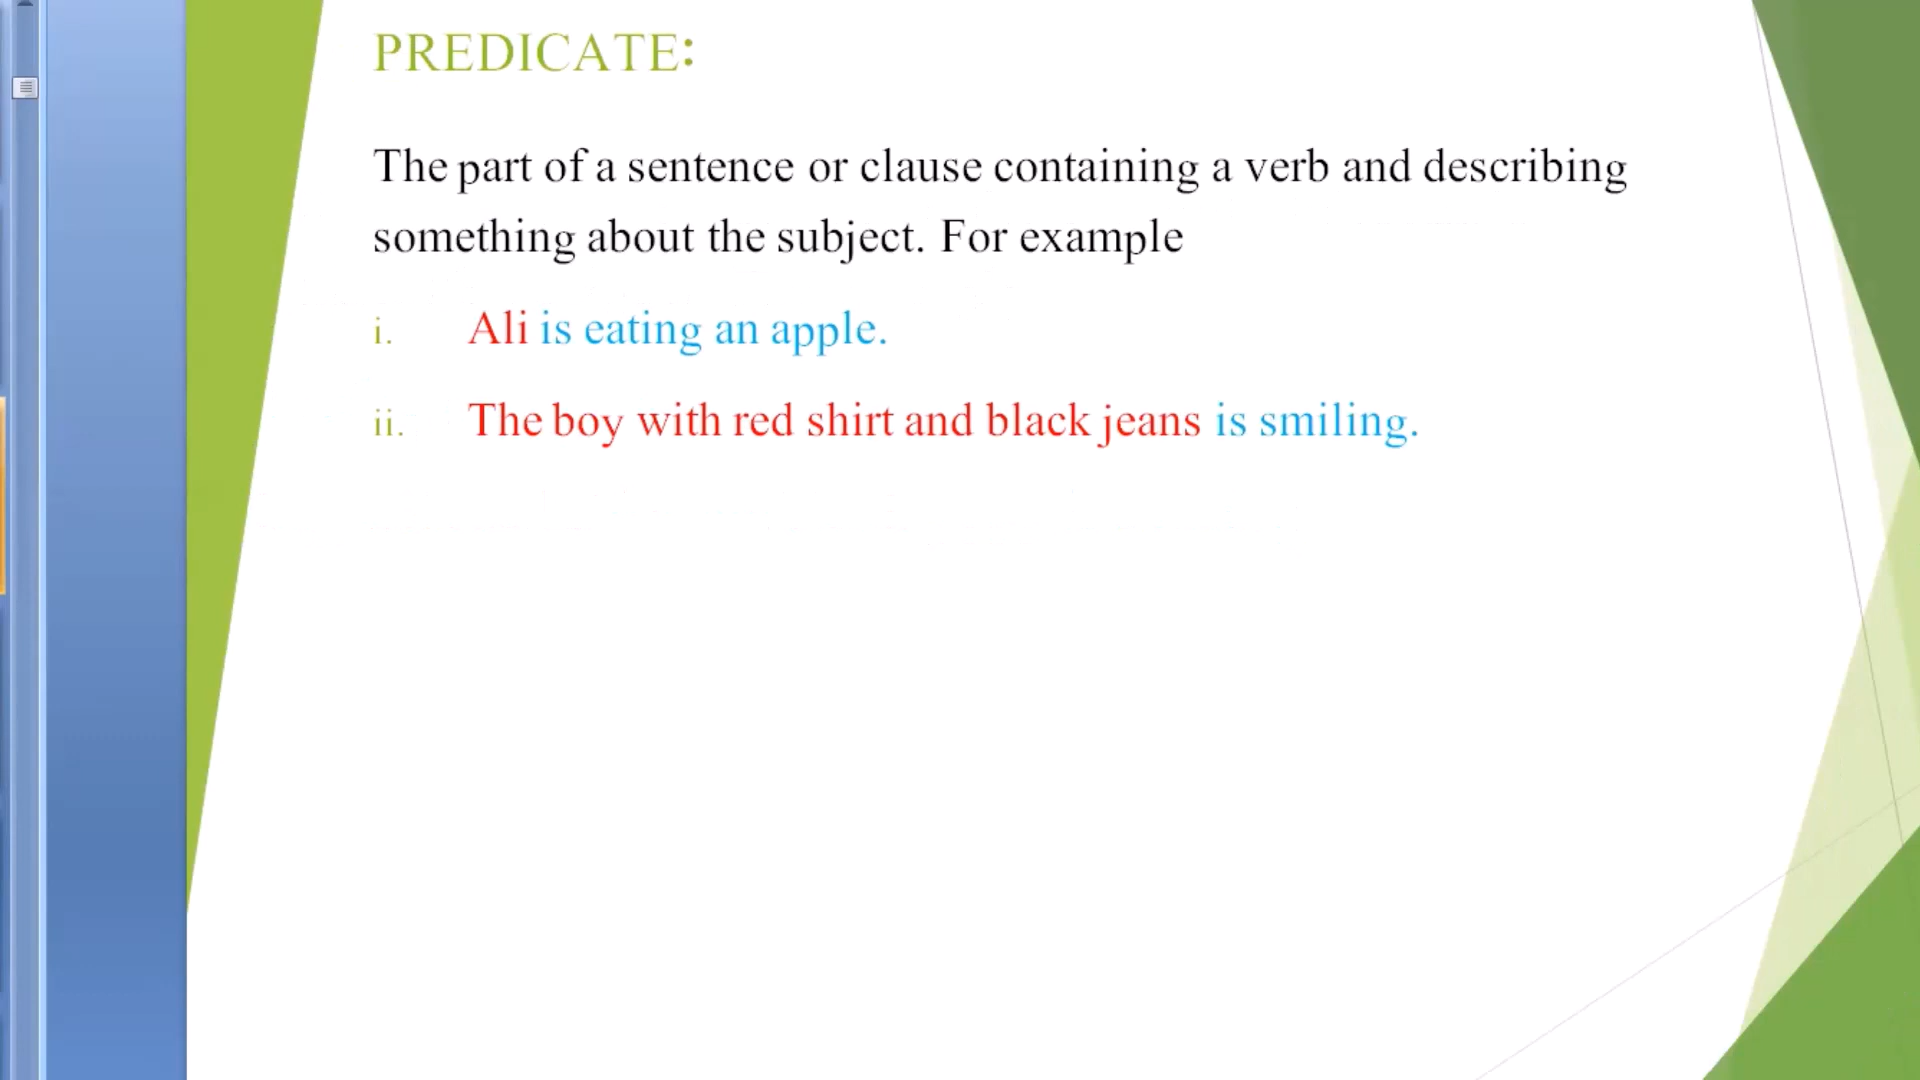 PREDICATE:
The part of a sentence or clause containing a verb and describing
something about the subject. For example
i. Ali is eating an apple.
ii. The boy with red shirt and black jeans is smiling.